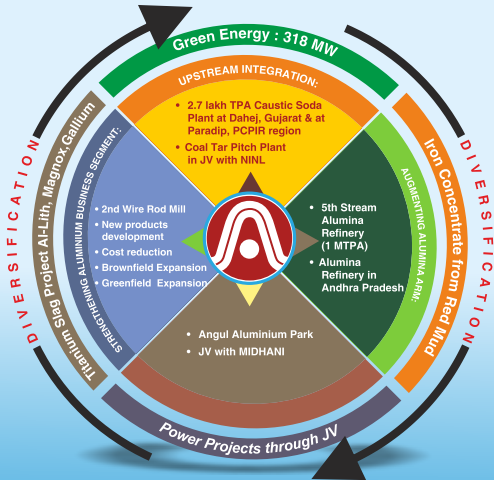 Green Energy : 318 MW
UPSTREAM INTEGRATION:
• 2.7 lakh TPA Caustic Soda
Plant at Dahej, Gujarat & at
Paradip, PCPIR region
• Coal Tar Pitch Plant
in JV with NINL
DIVERSIFICATION
Titanium Slag Project Al-Lith, Magnox,Gallium
STRENGTHENING ALUMINIUM BUSINESS SEGMENT:
• 2nd Wire Rod Mill
• New products
development
• Cost reduction
• Brownfield Expansion
• Greenfield Expansion
• 5th Stream
Alumina
Refinery
(1 MTPA)
• Alumina
Refinery in
Andhra Pradesh
AUGMENTING ALUMINA ARM:
Iron Concentrate from Red Mud
DIVERSIFICATION
• Angul Aluminium Park
• JV with MIDHANI
Power Projects through JV